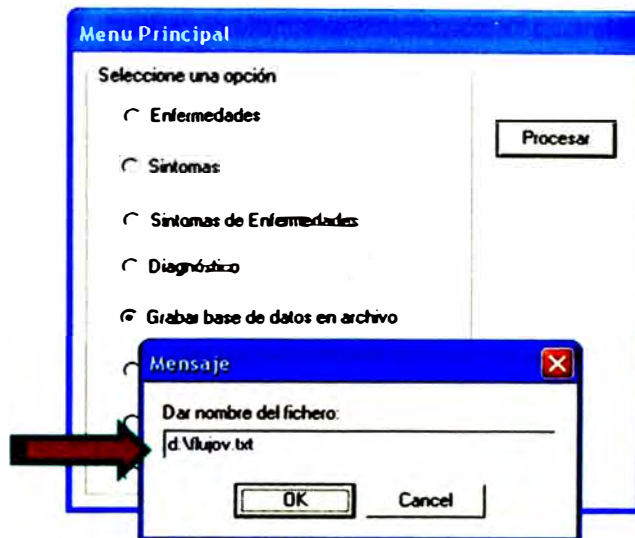 Menu Principal
Seleccione una opción
Enfermedades
Procesar
Sintomas
Sintomas de Enfermedades
Diagnóstico
Grabar base de datos en archivo
Mensaje
Dar nombre del fichero:
d:\flujov.txt
OK
Cancel